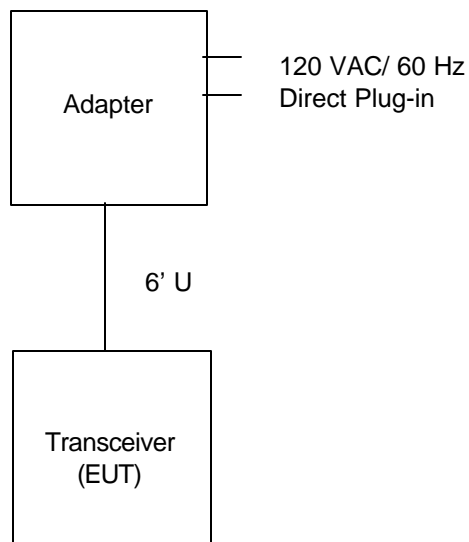 120 VAC/ 60 Hz
Direct Plug-in
Adapter
6’ U
Transceiver
(EUT)